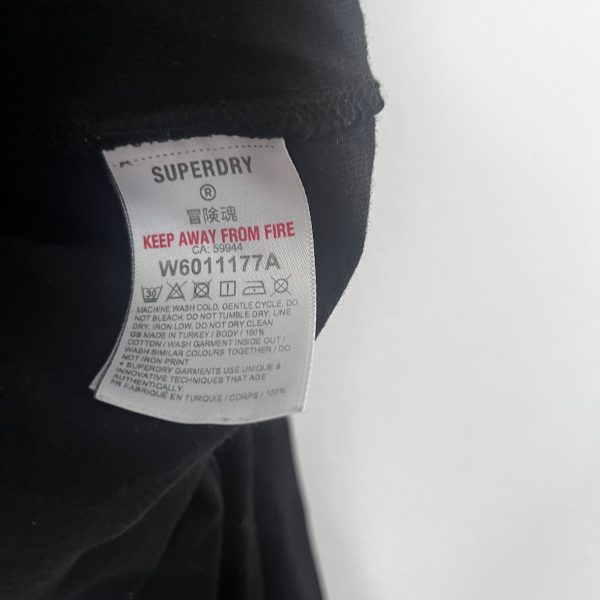 SUPERDRY
®
冒険魂
KEEP AWAY FROM FIRE
CA: 59944
W6011177A
30
MACHINE WASH COLD, GENTLE CYCLE, DO
NOT BLEACH, DO NOT TUMBLE DRY, LINE
DRY, IRON LOW, DO NOT DRY CLEAN
GB MADE IN TURKEY / BODY / 100%
COTTON / WASH GARMENT INSIDE OUT /
WASH SIMILAR COLOURS TOGETHER / DO
NOT IRON PRINT
• SUPERDRY GARMENTS USE UNIQUE &
INNOVATIVE TECHNIQUES THAT AGE
AUTHENTICALLY.
FR FABRIQUÉ EN TURQUIE / CORPS / 100%